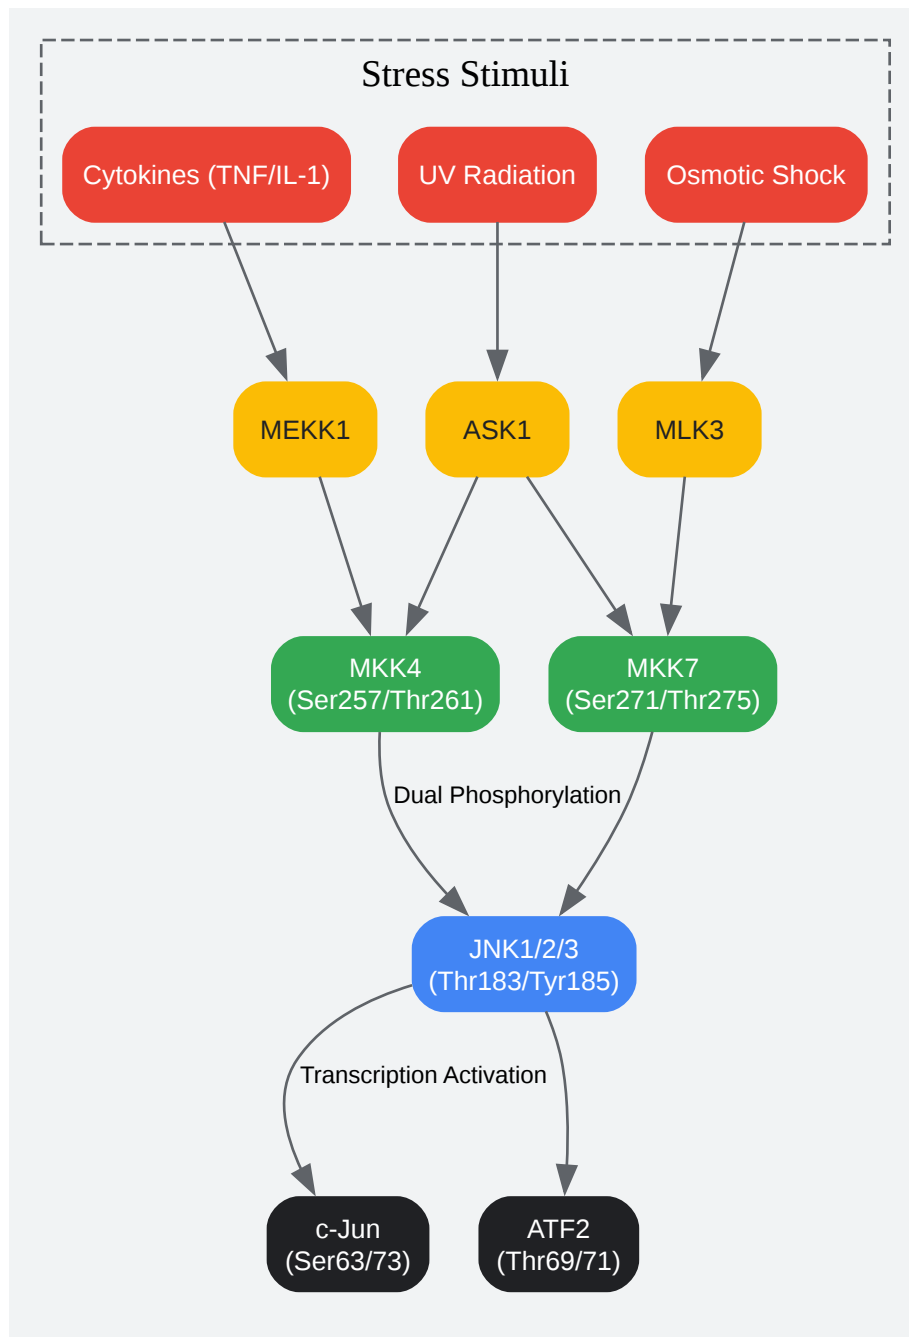 Stress Stimuli
Cytokines (TNF/IL-1)
UV Radiation
Osmotic Shock
MEKK1
ASK1
MLK3
MKK4
(Ser257/Thr261)
MKK7
(Ser271/Thr275)
Dual Phosphorylation
JNK1/2/3
(Thr183/Tyr185)
Transcription Activation
c-Jun
(Ser63/73)
ATF2
(Thr69/71)